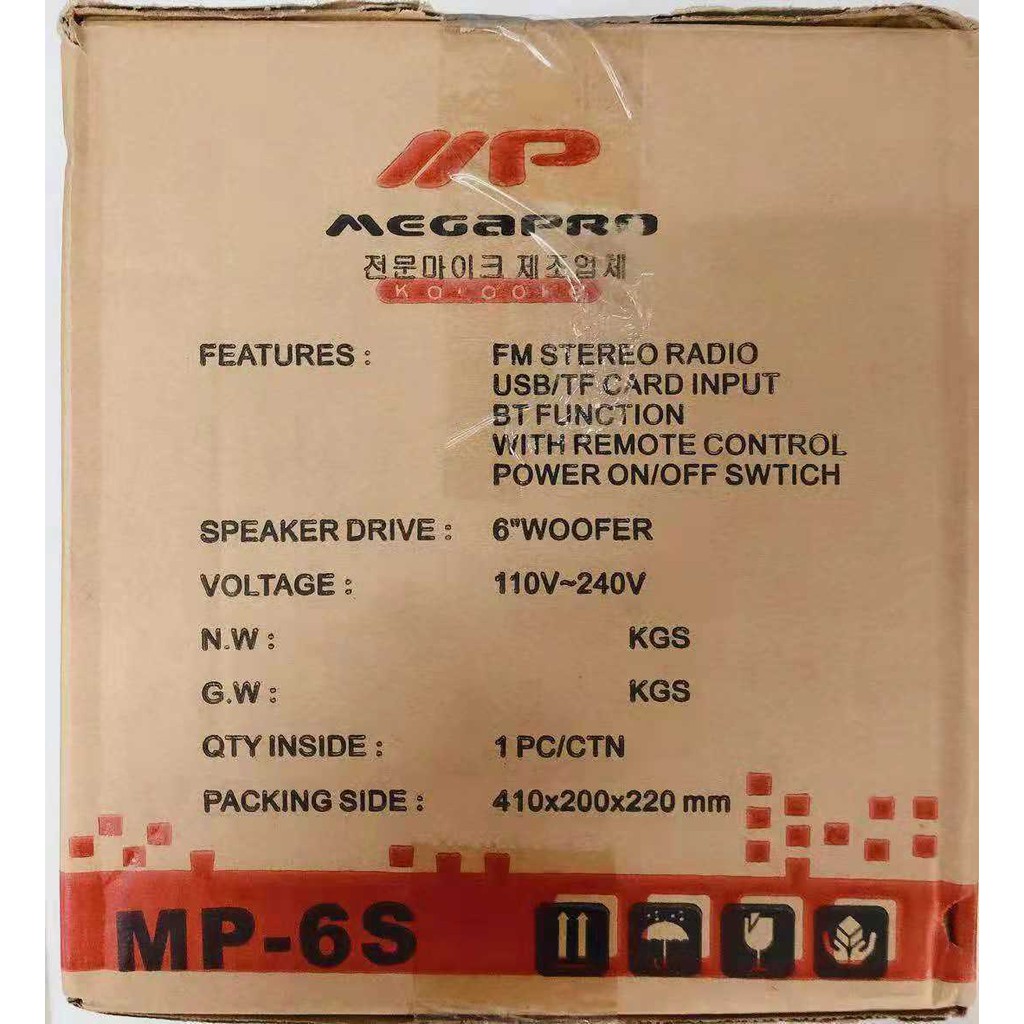 MP
MEGAPRO
전문마이크 제조업체
FEATURES :
FM STEREO RADIO
USB/TF CARD INPUT
BT FUNCTION
WITH REMOTE CONTROL
POWER ON/OFF SWTICH
SPEAKER DRIVE : 6"WOOFER
VOLTAGE : 110V~240V
N.W : KGS
G.W : KGS
QTY INSIDE : 1 PC/CTN
PACKING SIDE : 410x200x220 mm
MP-6S